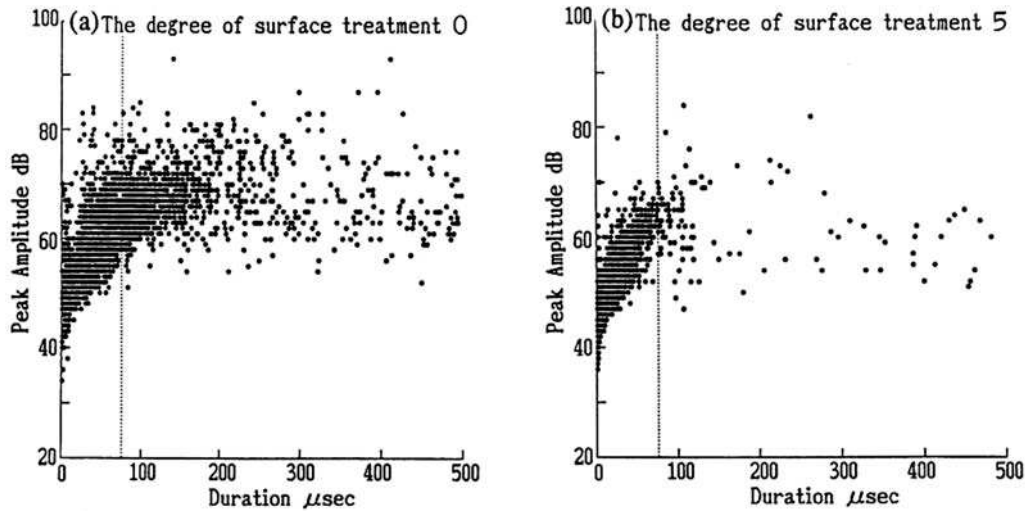 (a) The degree of surface treatment 0
100
80
60
40
20
Peak Amplitude dB
0 100 200 300 400 500
Duration μsec
(b) The degree of surface treatment 5
100
80
60
40
20
Peak Amplitude dB
0 100 200 300 400 500
Duration μsec